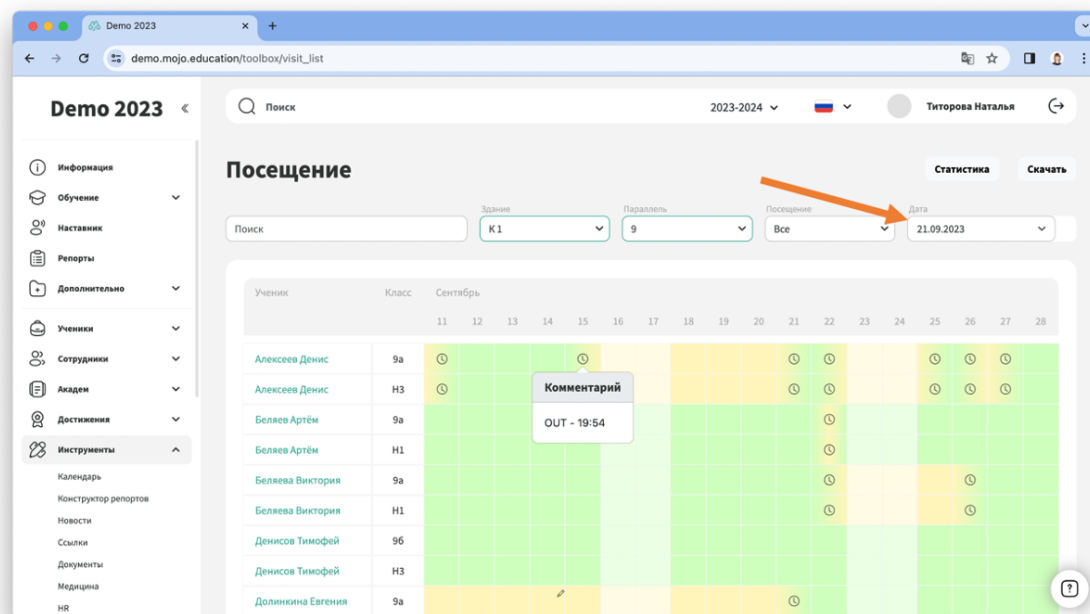 Demo 2023
demo.mojo.education/toolbox/visit_list
Demo 2023
Поиск
2023-2024
Титорова Наталья
Информация
Обучение
Наставник
Репорты
Дополнительно
Ученики
Сотрудники
Академ
Достижения
Инструменты
Календарь
Конструктор репортов
Новости
Ссылки
Документы
Медицина
HR
Посещение
Статистика
Скачать
Здание
Параллель
Посещение
Дата
Поиск
К 1
9
Все
21.09.2023
Ученик Класс Сентябрь
11 12 13 14 15 16 17 18 19 20 21 22 23 24 25 26 27 28
Алексеев Денис 9а
Алексеев Денис Н3
Беляев Артём 9а
Беляев Артём Н1
Беляева Виктория 9а
Беляева Виктория Н1
Денисов Тимофей 9б
Денисов Тимофей Н3
Долинкина Евгения 9а
Комментарий
OUT - 19:54